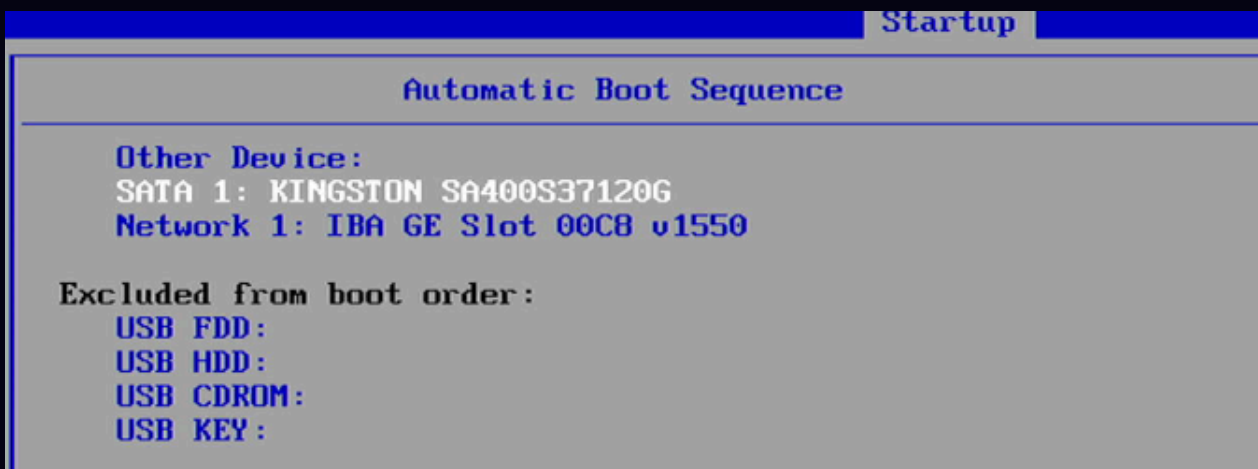 Startup
Automatic Boot Sequence
Other Device:
SATA 1: KINGSTON SA400S37120G
Network 1: IBA GE Slot 00C8 v1550
Excluded from boot order:
USB FDD:
USB HDD:
USB CDROM:
USB KEY: